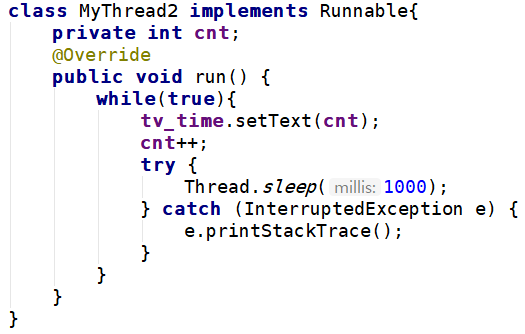 class MyThread2 implements Runnable{
    private int cnt;
    @Override
    public void run() {
        while(true){
            tv_time.setText(cnt);
            cnt++;
            try {
                Thread.sleep( millis: 1000);
            } catch (InterruptedException e) {
                e.printStackTrace();
            }
        }
    }
}